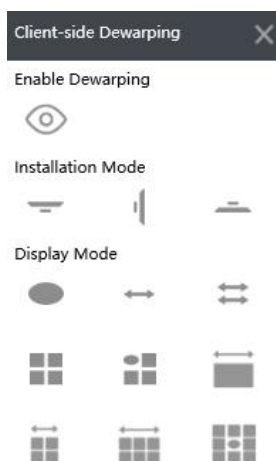 Client-side Dewarping
Enable Dewarping
Installation Mode
Display Mode